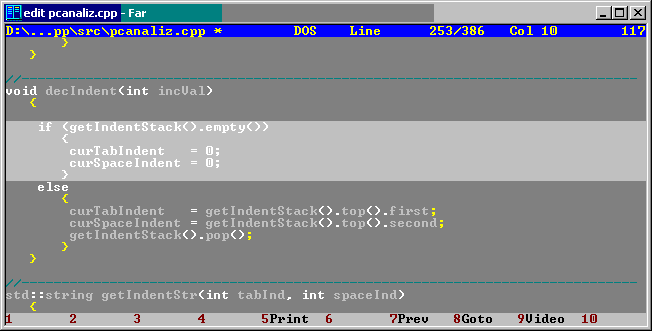 edit pcanaliz.cpp - Far
D:\...pp\src\pcanaliz.cpp * DOS Line 253/386 Col 10 117
}
}
//
void decIndent(int incVal)
{
if (getIndentStack().empty())
{
curTabIndent = 0;
curSpaceIndent = 0;
}
else
{
curTabIndent = getIndentStack().top().first;
curSpaceIndent = getIndentStack().top().second;
getIndentStack().pop();
}
}
//
std::string getIndentStr(int tabInd, int spaceInd)
{
1 2 3 4 5Print 6 7Prev 8Goto 9Video 10